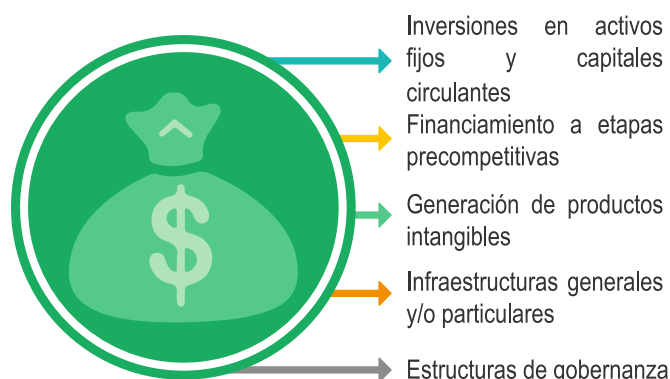 Inversiones en activos
fijos y capitales
circulantes
Financiamiento a etapas
precompetitivas
Generación de productos
intangibles
Infraestructuras generales
y/o particulares
Estructuras de gobernanza
$